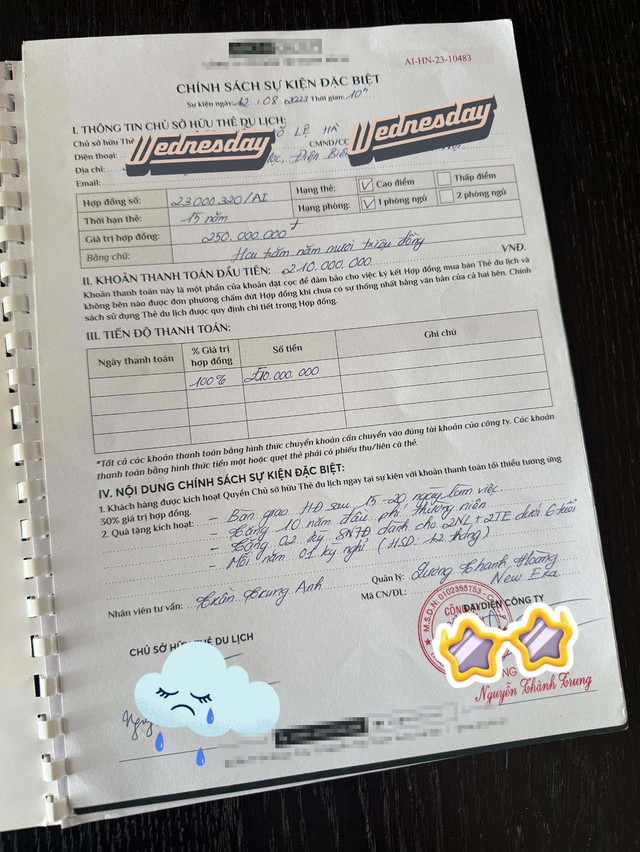 AI-HN-23-10483
CHÍNH SÁCH SỰ KIỆN ĐẶC BIỆT
Sự kiện ngày: 12.08.2023 Thời gian: 10h
I. THÔNG TIN CHỦ SỞ HỮU THẺ DU LỊCH:
Chủ sở hữu Thẻ LỆ HÀ
Điện thoại: Wednesday CMND/CC Wednesday
Địa chỉ: Điện Biên
Email:
Hợp đồng số: 23000320/AI Hạng thẻ: ✓ Cao điểm Thấp điểm
Thời hạn thẻ: 15 năm Hạng phòng: ✓ 1 phòng ngủ 2 phòng ngủ
Giá trị hợp đồng: 250.000.000đ
Bằng chữ: Hai trăm năm mươi triệu đồng VNĐ.
II. KHOẢN THANH TOÁN ĐẦU TIÊN: 210.000.000
Khoản thanh toán này là một phần của khoản đặt cọc để đảm bảo cho việc ký kết Hợp đồng mua bán Thẻ du lịch và
không bên nào được đơn phương chấm dứt Hợp đồng khi chưa có sự thống nhất bằng văn bản của cả hai bên. Chính
sách sử dụng Thẻ du lịch được quy định chi tiết trong Hợp đồng.
III. TIẾN ĐỘ THANH TOÁN:
Ngày thanh toán % Giá trị hợp đồng Số tiền Ghi chú
100% 210.000.000
*Tất cả các khoản thanh toán bằng hình thức chuyển khoản cần chuyển vào đúng tài khoản của công ty. Các khoản
thanh toán bằng hình thức tiền mặt hoặc quẹt thẻ phải có phiếu thu/liên cà thẻ.
IV. NỘI DUNG CHÍNH SÁCH SỰ KIỆN ĐẶC BIỆT:
1. Khách hàng được kích hoạt Quyền Chủ sở hữu Thẻ Du lịch ngay tại sự kiện với khoản thanh toán tối thiểu tương ứng
50% giá trị hợp đồng.
2. Quà tặng kích hoạt: - Bàn giao HĐ sau 15-20 ngày làm việc
- Tặng 10 năm đầu phí thường niên
- Tặng 02 kỳ SNTĐ dành cho 2NL + 2TE dưới 6 tuổi
- Mỗi năm 01 kỳ nghỉ (HSD: 12 tháng)
Nhân viên tư vấn: Trần Trung Anh Quản lý: Dương Thanh Hoàng
Mã CN/ĐL: New Era
CHỦ SỞ HỮU THẺ DU LỊCH ĐẠI DIỆN CÔNG TY
M.S.D.N: 0102355753
CÔNG
Nguyễn Thành Trung